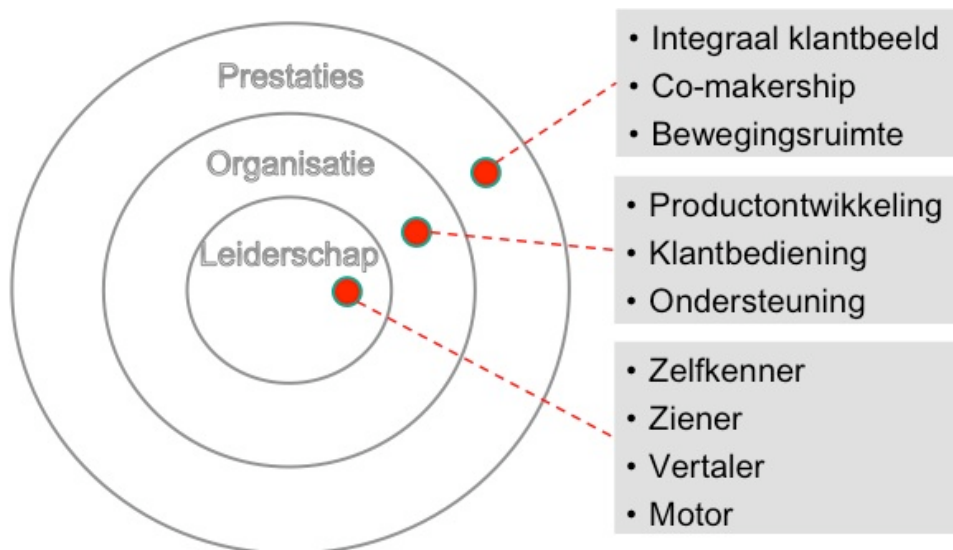 Prestaties
Organisatie
Leiderschap
• Integraal klantbeeld
• Co-makership
• Bewegingsruimte
• Productontwikkeling
• Klantbediening
• Ondersteuning
• Zelfkenner
• Ziener
• Vertaler
• Motor